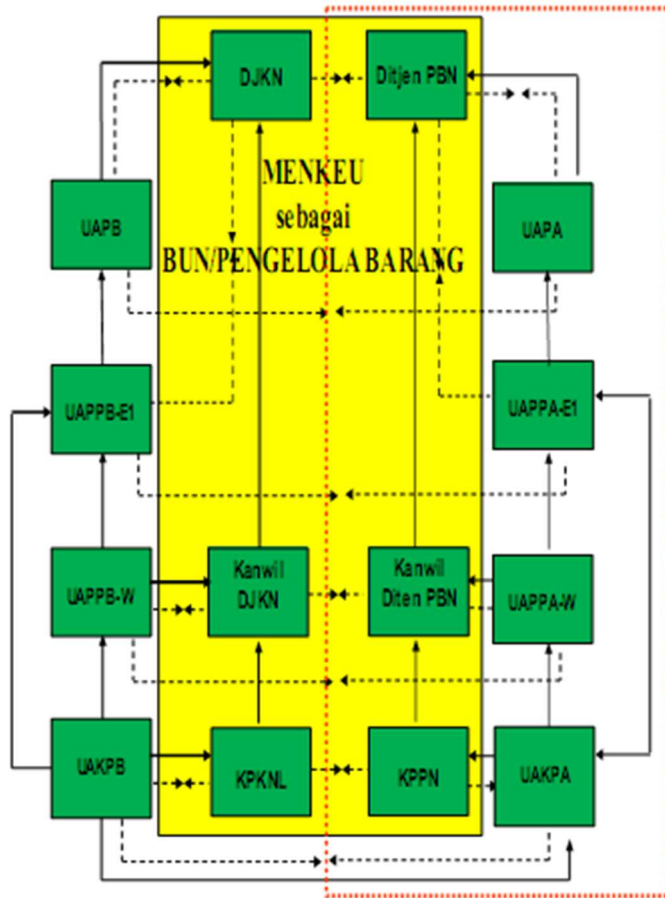 DJKN
Ditjen PBN
MENKEU
sebagai
BUN/PENGELOLA BARANG
UAPB
UAPA
UAPPB-E1
UAPPA-E1
UAPPB-W
Kanwil
DJKN
Kanwil
Diten PBN
UAPPA-W
UAKPB
KPKNL
KPPN
UAKPA